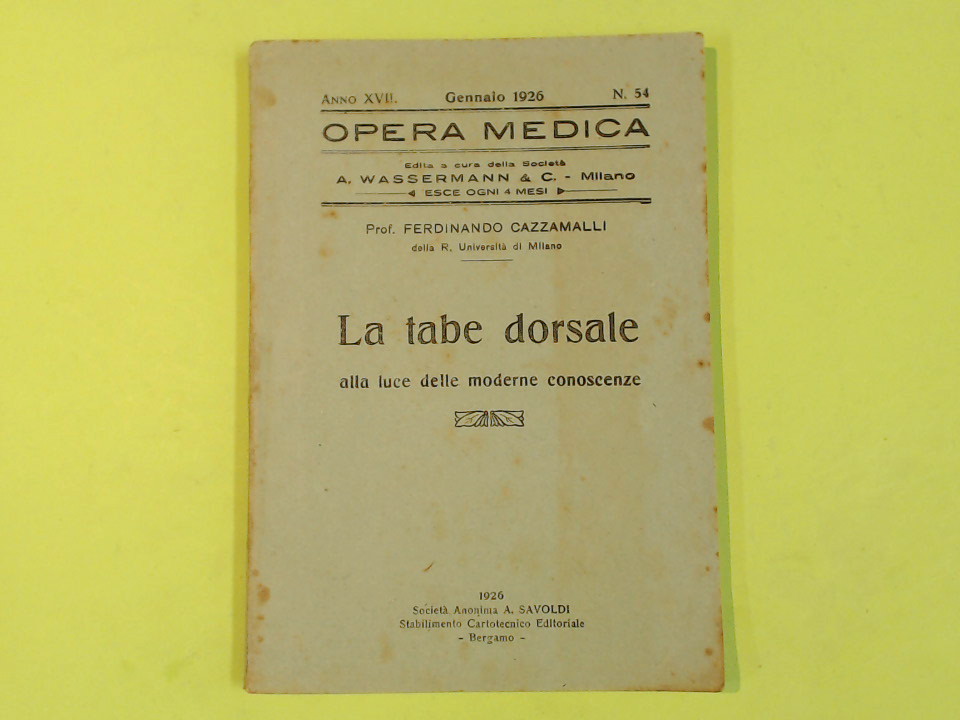 ANNO XVII. Gennaio 1926 N. 54
OPERA MEDICA
Edita a cura della Società
A. WASSERMANN & C. - Milano
ESCE OGNI 4 MESI
Prof. FERDINANDO CAZZAMALLI
della R. Università di Milano
La tabe dorsale
alla luce delle moderne conoscenze
1926
Società Anonima A. SAVOLDI
Stabilimento Cartotecnico Editoriale
- Bergamo -